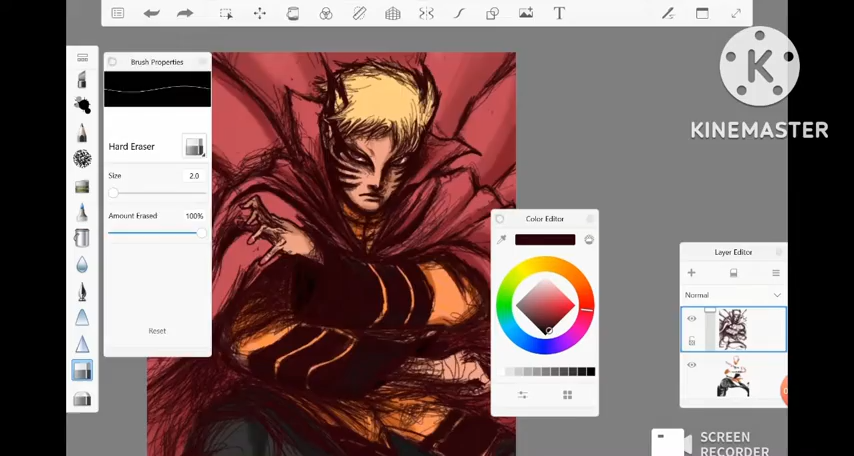 T
K
KINEMASTER
Brush Properties
Hard Eraser
Size
2.0
Amount Erased
100%
Reset
Color Editor
Layer Editor
Normal
SCREEN
RECORDER